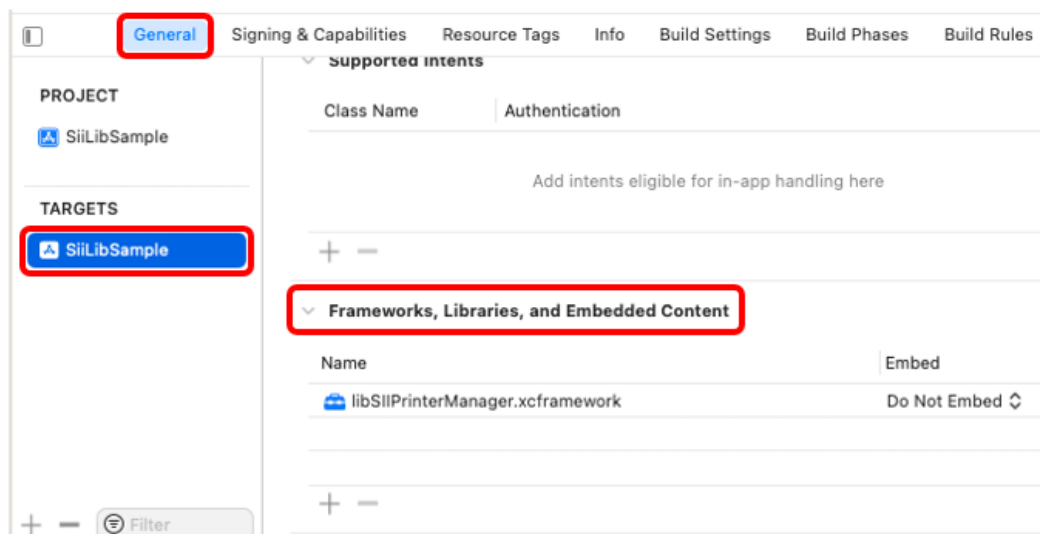 General Signing & Capabilities Resource Tags Info Build Settings Build Phases Build Rules
PROJECT
SiiLibSample
TARGETS
SiiLibSample
Filter
Supported Intents
Class Name Authentication
Add intents eligible for in-app handling here
Frameworks, Libraries, and Embedded Content
Name Embed
libSIIPrinterManager.xcframework Do Not Embed